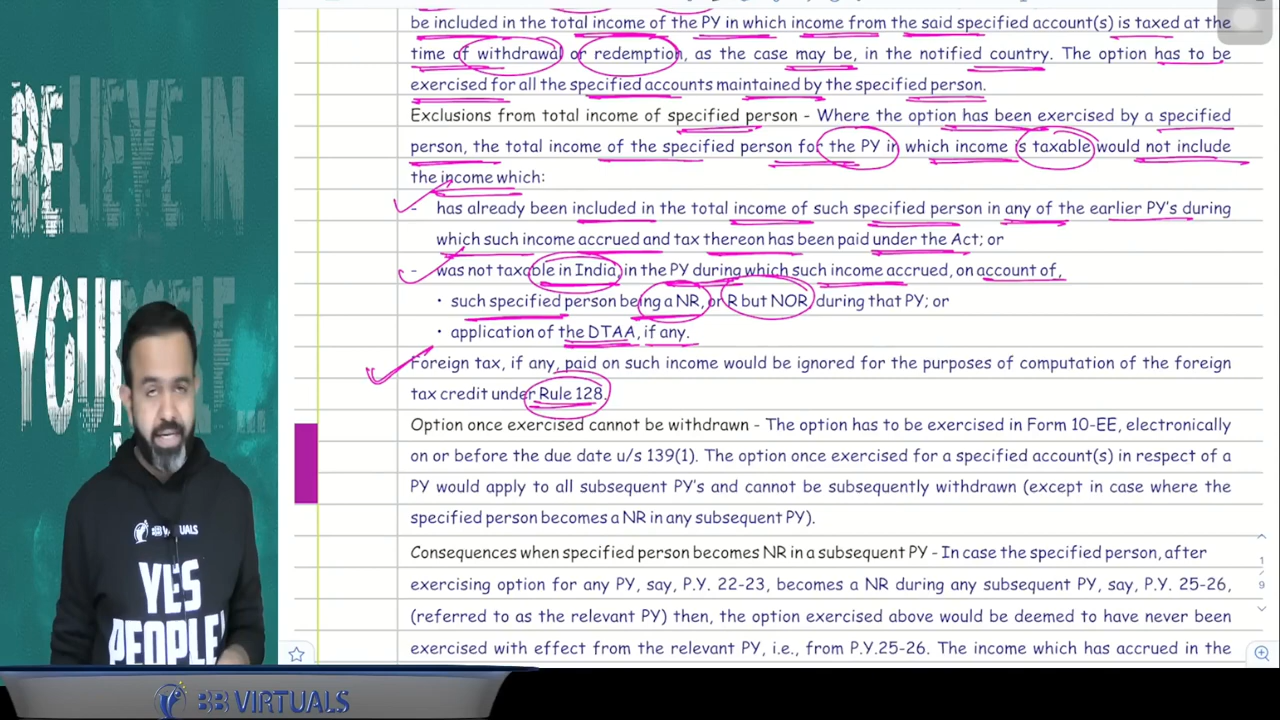 BELIEVE IN
YOURSELF...
be included in the total income of the PY in which income from the said specified account(s) is taxed at the
time of withdrawal or redemption, as the case may be, in the notified country. The option has to be
exercised for all the specified accounts maintained by the specified person.
Exclusions from total income of specified person - Where the option has been exercised by a specified
person, the total income of the specified person for the PY in which income is taxable would not include
the income which:
- has already been included in the total income of such specified person in any of the earlier PY's during
which such income accrued and tax thereon has been paid under the Act; or
- was not taxable in India in the PY during which such income accrued, on account of,
• such specified person being a NR, or R but NOR during that PY; or
• application of the DTAA, if any.
Foreign tax, if any, paid on such income would be ignored for the purposes of computation of the foreign
tax credit under Rule 128.
Option once exercised cannot be withdrawn - The option has to be exercised in Form 10-EE, electronically
on or before the due date u/s 139(1). The option once exercised for a specified account(s) in respect of a
PY would apply to all subsequent PY's and cannot be subsequently withdrawn (except in case where the
specified person becomes a NR in any subsequent PY).
Consequences when specified person becomes NR in a subsequent PY - In case the specified person, after
exercising option for any PY, say, P.Y. 22-23, becomes a NR during any subsequent PY, say, P.Y. 25-26,
(referred to as the relevant PY) then, the option exercised above would be deemed to have never been
exercised with effect from the relevant PY, i.e., from P.Y.25-26. The income which has accrued in the
1
9
BB VIRTUALS
YES
PEOPLE!
BB VIRTUALS